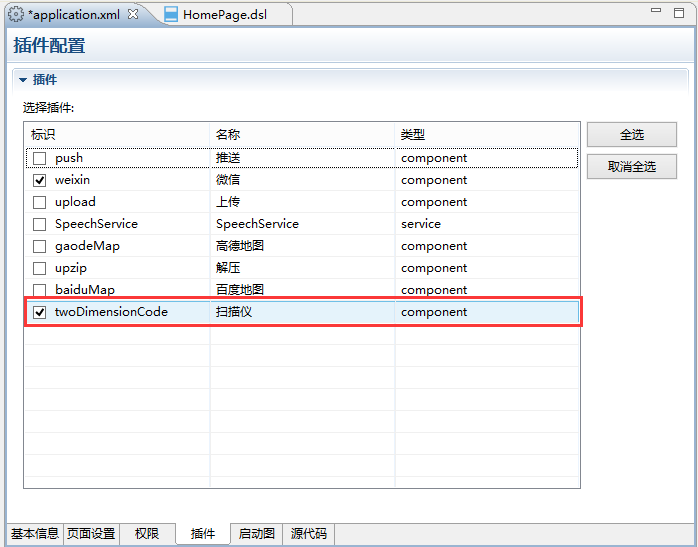 *application.xml HomePage.dsl
插件配置
插件
选择插件:
标识 名称 类型 全选
push 推送 component
weixin 微信 component 取消全选
upload 上传 component
SpeechService SpeechService service
gaodeMap 高德地图 component
upzip 解压 component
baiduMap 百度地图 component
twoDimensionCode 扫描仪 component
基本信息 页面设置 权限 插件 启动图 源代码